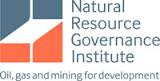 Natural
Resource
Governance
Institute
Oil, gas and mining for development